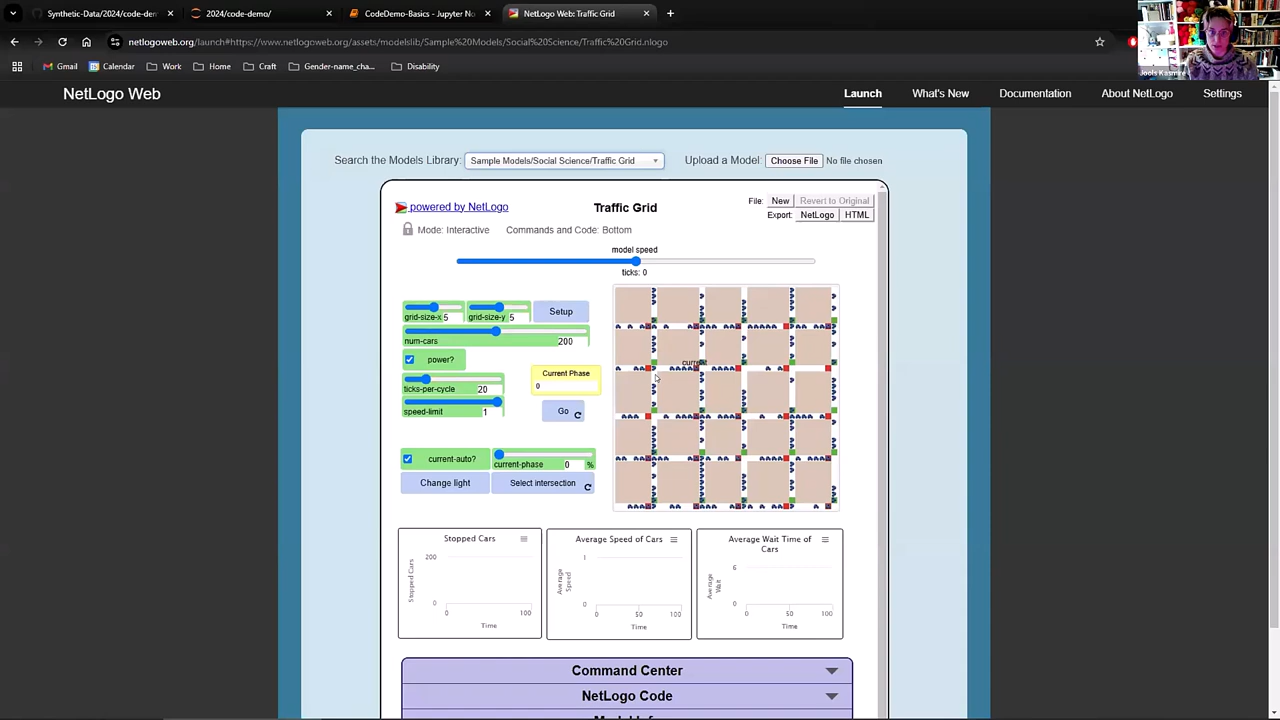 Synthetic-Data/2024/code-dem
2024/code-demo/
CodeDemo-Basics - Jupyter No
NetLogo Web: Traffic Grid
netlogoweb.org/launch#https://www.netlogoweb.org/assets/modelslib/Sam
/Social%20Science/Traffic%20Grid.nlogo
Gmail
Calendar
Work
Home
Craft
Gender-name_cha...
Disability
Jools Kasmire
NetLogo Web
Launch
What's New
Documentation
About NetLogo
Settings
Search the Models Library:
Sample Models/Social Science/Traffic Grid
Upload a Model:
Choose File
No file chosen
powered by NetLogo
Traffic Grid
File: New Revert to Original
Export: NetLogo HTML
Mode: Interactive
Commands and Code: Bottom
model speed
ticks: 0
grid-size-x 5
grid-size-y 5
Setup
num-cars 200
power?
Current Phase
0
ticks-per-cycle 20
speed-limit 1
Go
current-auto?
current-phase 0 %
Change light
Select intersection
current
Stopped Cars
Stopped Cars
200
0
0 100
Time
Average Speed of Cars
Average Speed
1
0
0 50 100
Time
Average Wait Time of Cars
Average Wait
6
0
0 50 100
Time
Command Center
NetLogo Code